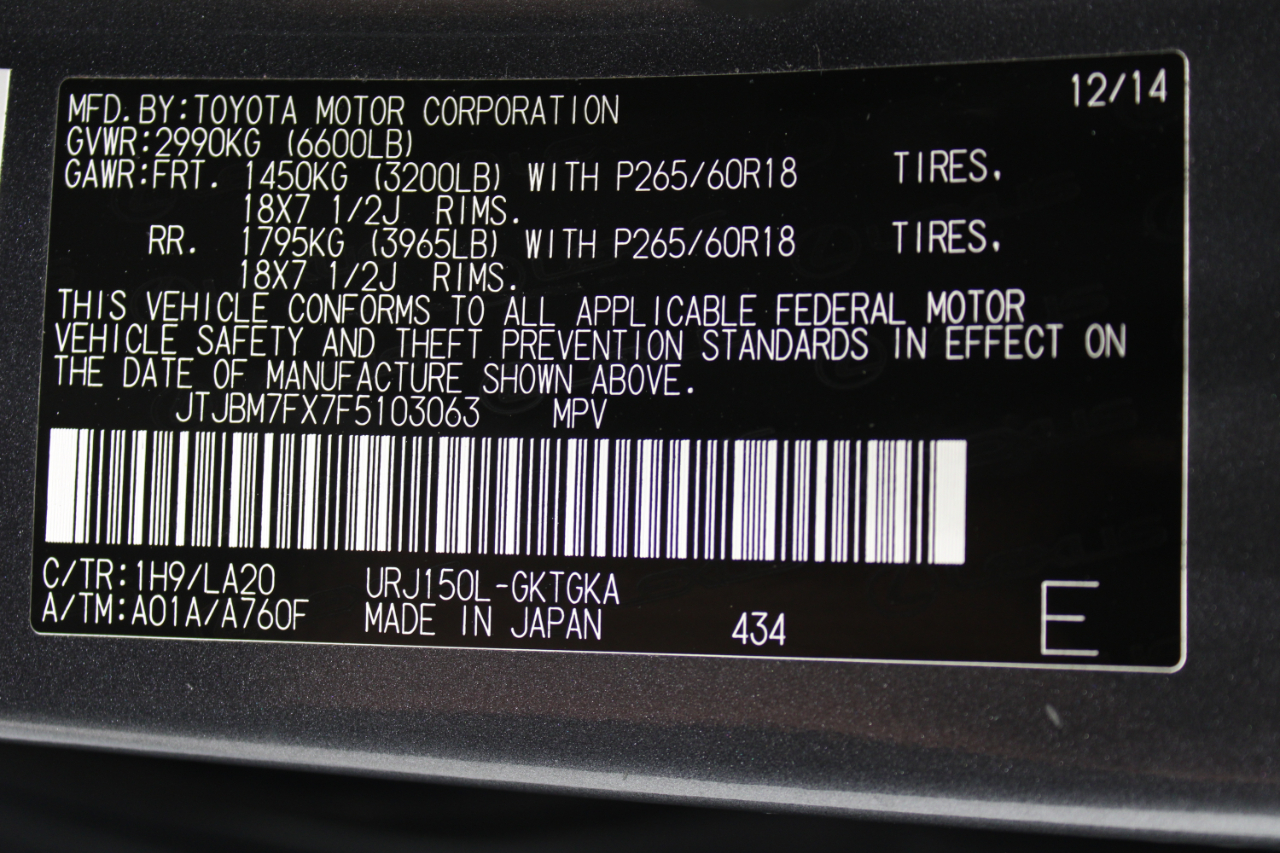 12/14
MFD. BY: TOYOTA MOTOR CORPORATION
GVWR:2990KG (6600LB)
GAWR:FRT. 1450KG (3200LB) WITH P265/60R18 TIRES.
18X7 1/2J RIMS.
RR. 1795KG (3965LB) WITH P265/60R18 TIRES.
18X7 1/2J RIMS.
THIS VEHICLE CONFORMS TO ALL APPLICABLE FEDERAL MOTOR
VEHICLE SAFETY AND THEFT PREVENTION STANDARDS IN EFFECT ON
THE DATE OF MANUFACTURE SHOWN ABOVE.
JTJBM7FX7F5103063 MPV
C/TR:1H9/LA20 URJ150L-GKTGKA
A/TM:A01A/A760F MADE IN JAPAN 434 E